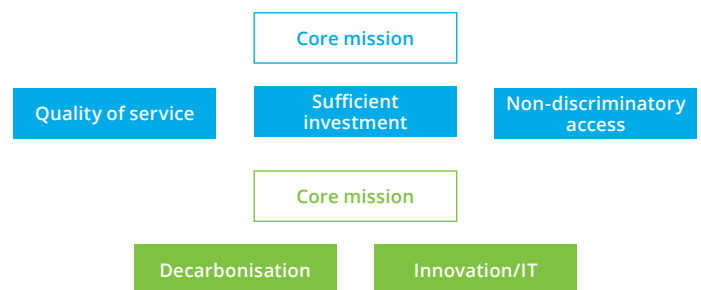 Core mission
Quality of service
Sufficient
investment
Non-discriminatory
access
Core mission
Decarbonisation
Innovation/IT